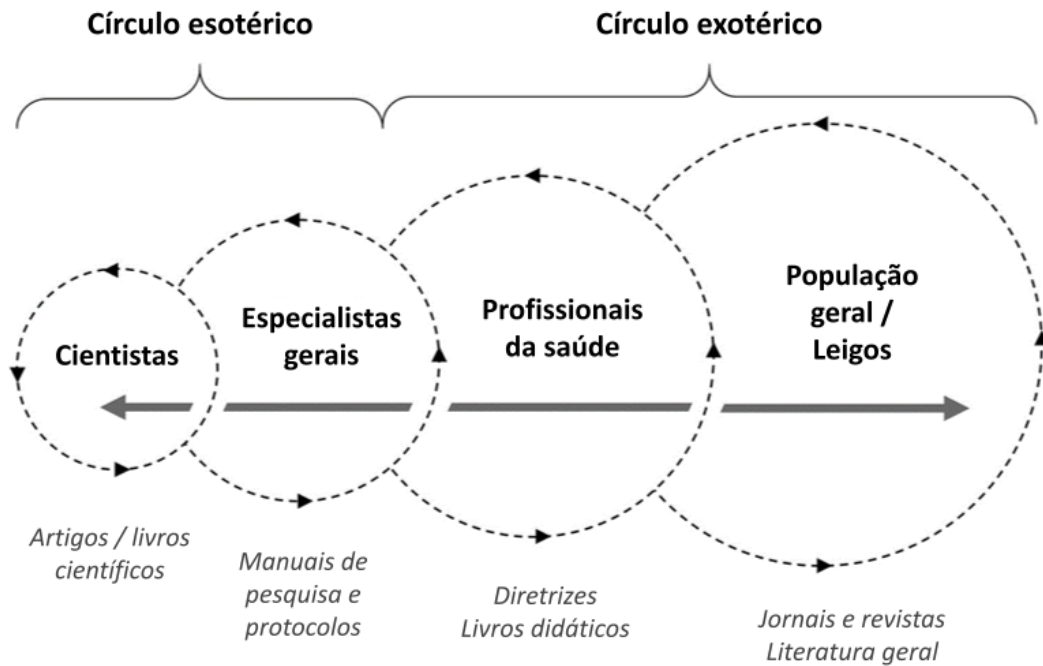 Círculo esotérico
Círculo exotérico
Cientistas
Especialistas
gerais
Profissionais
da saúde
População
geral /
Leigos
Artigos / livros
científicos
Manuais de
pesquisa e
protocolos
Diretrizes
Livros didáticos
Jornais e revistas
Literatura geral